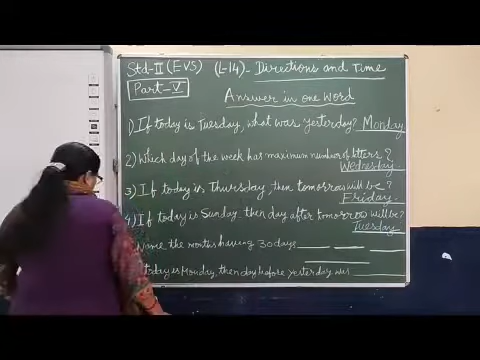 Std-II (EVS) (L-14)- Directions and Time
Part-V
Answer in one word
1) If today is Tuesday, what was yesterday? Monday
2) Which day of the week has maximum number of letters?
Wednesday.
3) If today is Thursday, then tomorrow will be?
Friday.
4) If today is Sunday, then day after tomorrow will be?
Tuesday
Name the months having 30 days
today is Monday, then day before yesterday was